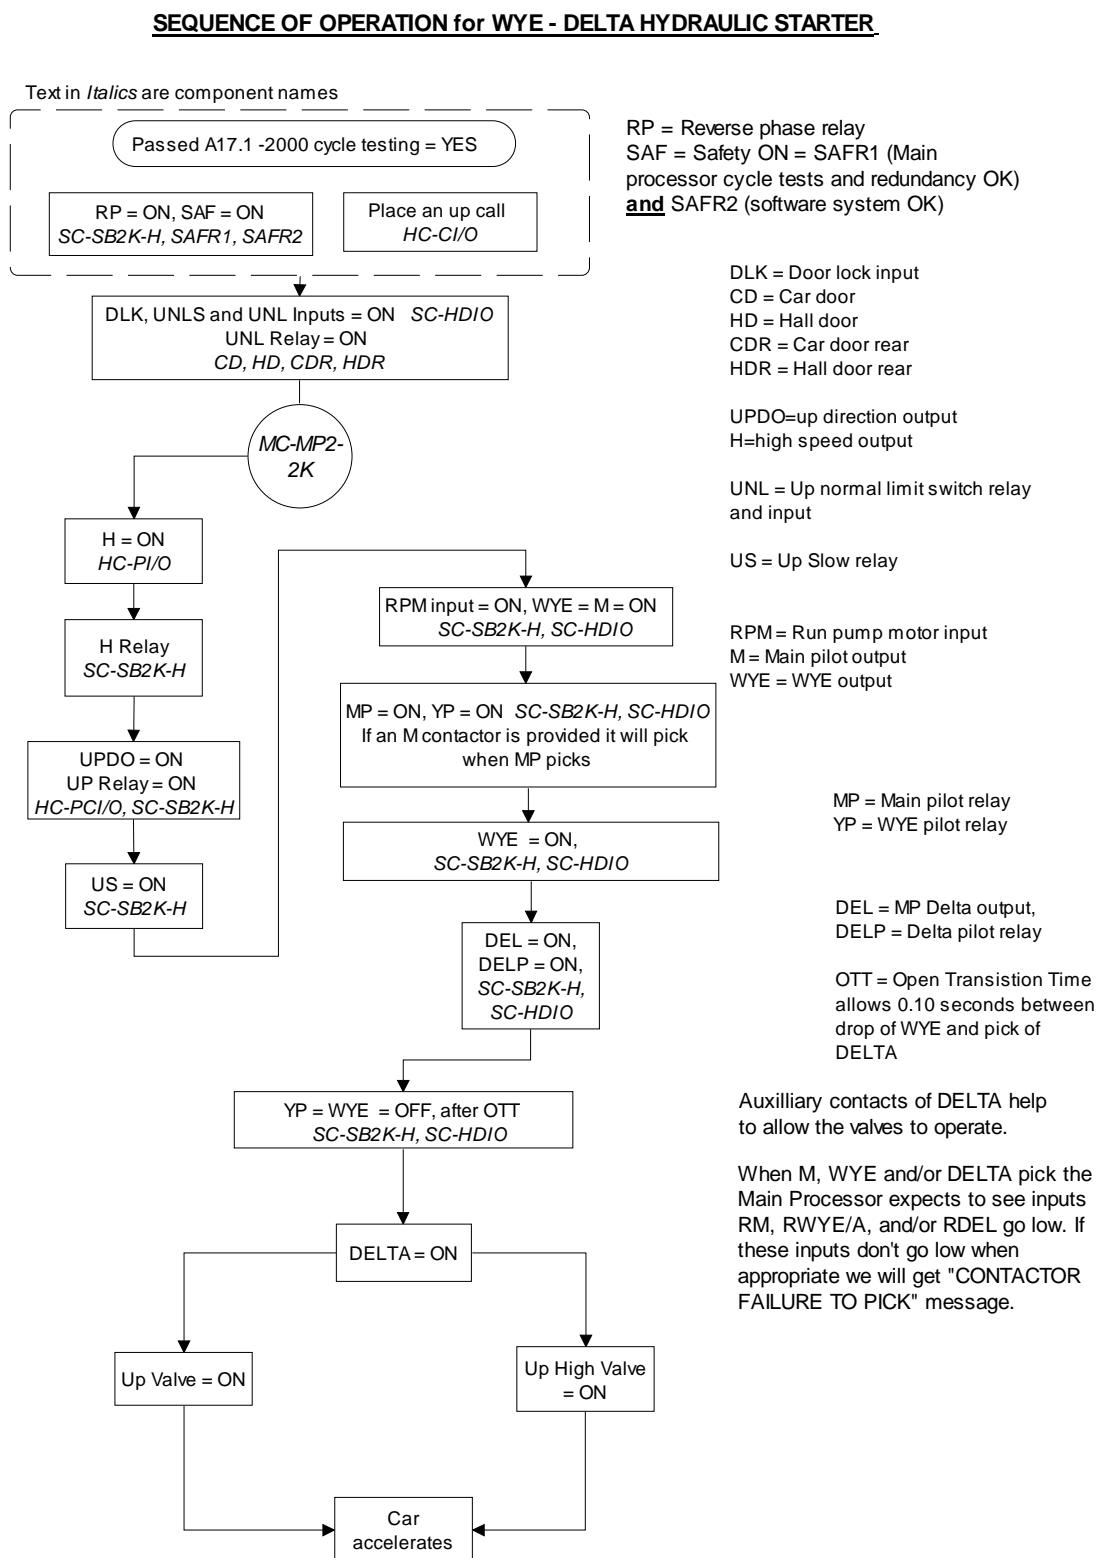 SEQUENCE OF OPERATION for WYE - DELTA HYDRAULIC STARTER
Text in Italics are component names
Passed A17.1 -2000 cycle testing = YES
RP = ON, SAF = ON
SC-SB2K-H, SAFR1, SAFR2
Place an up call
HC-CI/O
RP = Reverse phase relay
SAF = Safety ON = SAFR1 (Main
processor cycle tests and redundancy OK)
and SAFR2 (software system OK)
DLK, UNLS and UNL Inputs = ON SC-HDIO
UNL Relay = ON
CD, HD, CDR, HDR
DLK = Door lock input
CD = Car door
HD = Hall door
CDR = Car door rear
HDR = Hall door rear
UPDO=up direction output
H=high speed output
UNL = Up normal limit switch relay
and input
US = Up Slow relay
MC-MP2-
2K
H = ON
HC-PI/O
H Relay
SC-SB2K-H
UPDO = ON
UP Relay = ON
HC-PCI/O, SC-SB2K-H
US = ON
SC-SB2K-H
RPM input = ON, WYE = M = ON
SC-SB2K-H, SC-HDIO
RPM = Run pump motor input
M = Main pilot output
WYE = WYE output
MP = ON, YP = ON SC-SB2K-H, SC-HDIO
If an M contactor is provided it will pick
when MP picks
MP = Main pilot relay
YP = WYE pilot relay
WYE = ON,
SC-SB2K-H, SC-HDIO
DEL = ON,
DELP = ON,
SC-SB2K-H,
SC-HDIO
DEL = MP Delta output,
DELP = Delta pilot relay
OTT = Open Transistion Time
allows 0.10 seconds between
drop of WYE and pick of
DELTA
YP = WYE = OFF, after OTT
SC-SB2K-H, SC-HDIO
Auxilliary contacts of DELTA help
to allow the valves to operate.
When M, WYE and/or DELTA pick the
Main Processor expects to see inputs
RM, RWYE/A, and/or RDEL go low. If
these inputs don't go low when
appropriate we will get "CONTACTOR
FAILURE TO PICK" message.
DELTA = ON
Up Valve = ON
Up High Valve
= ON
Car
accelerates